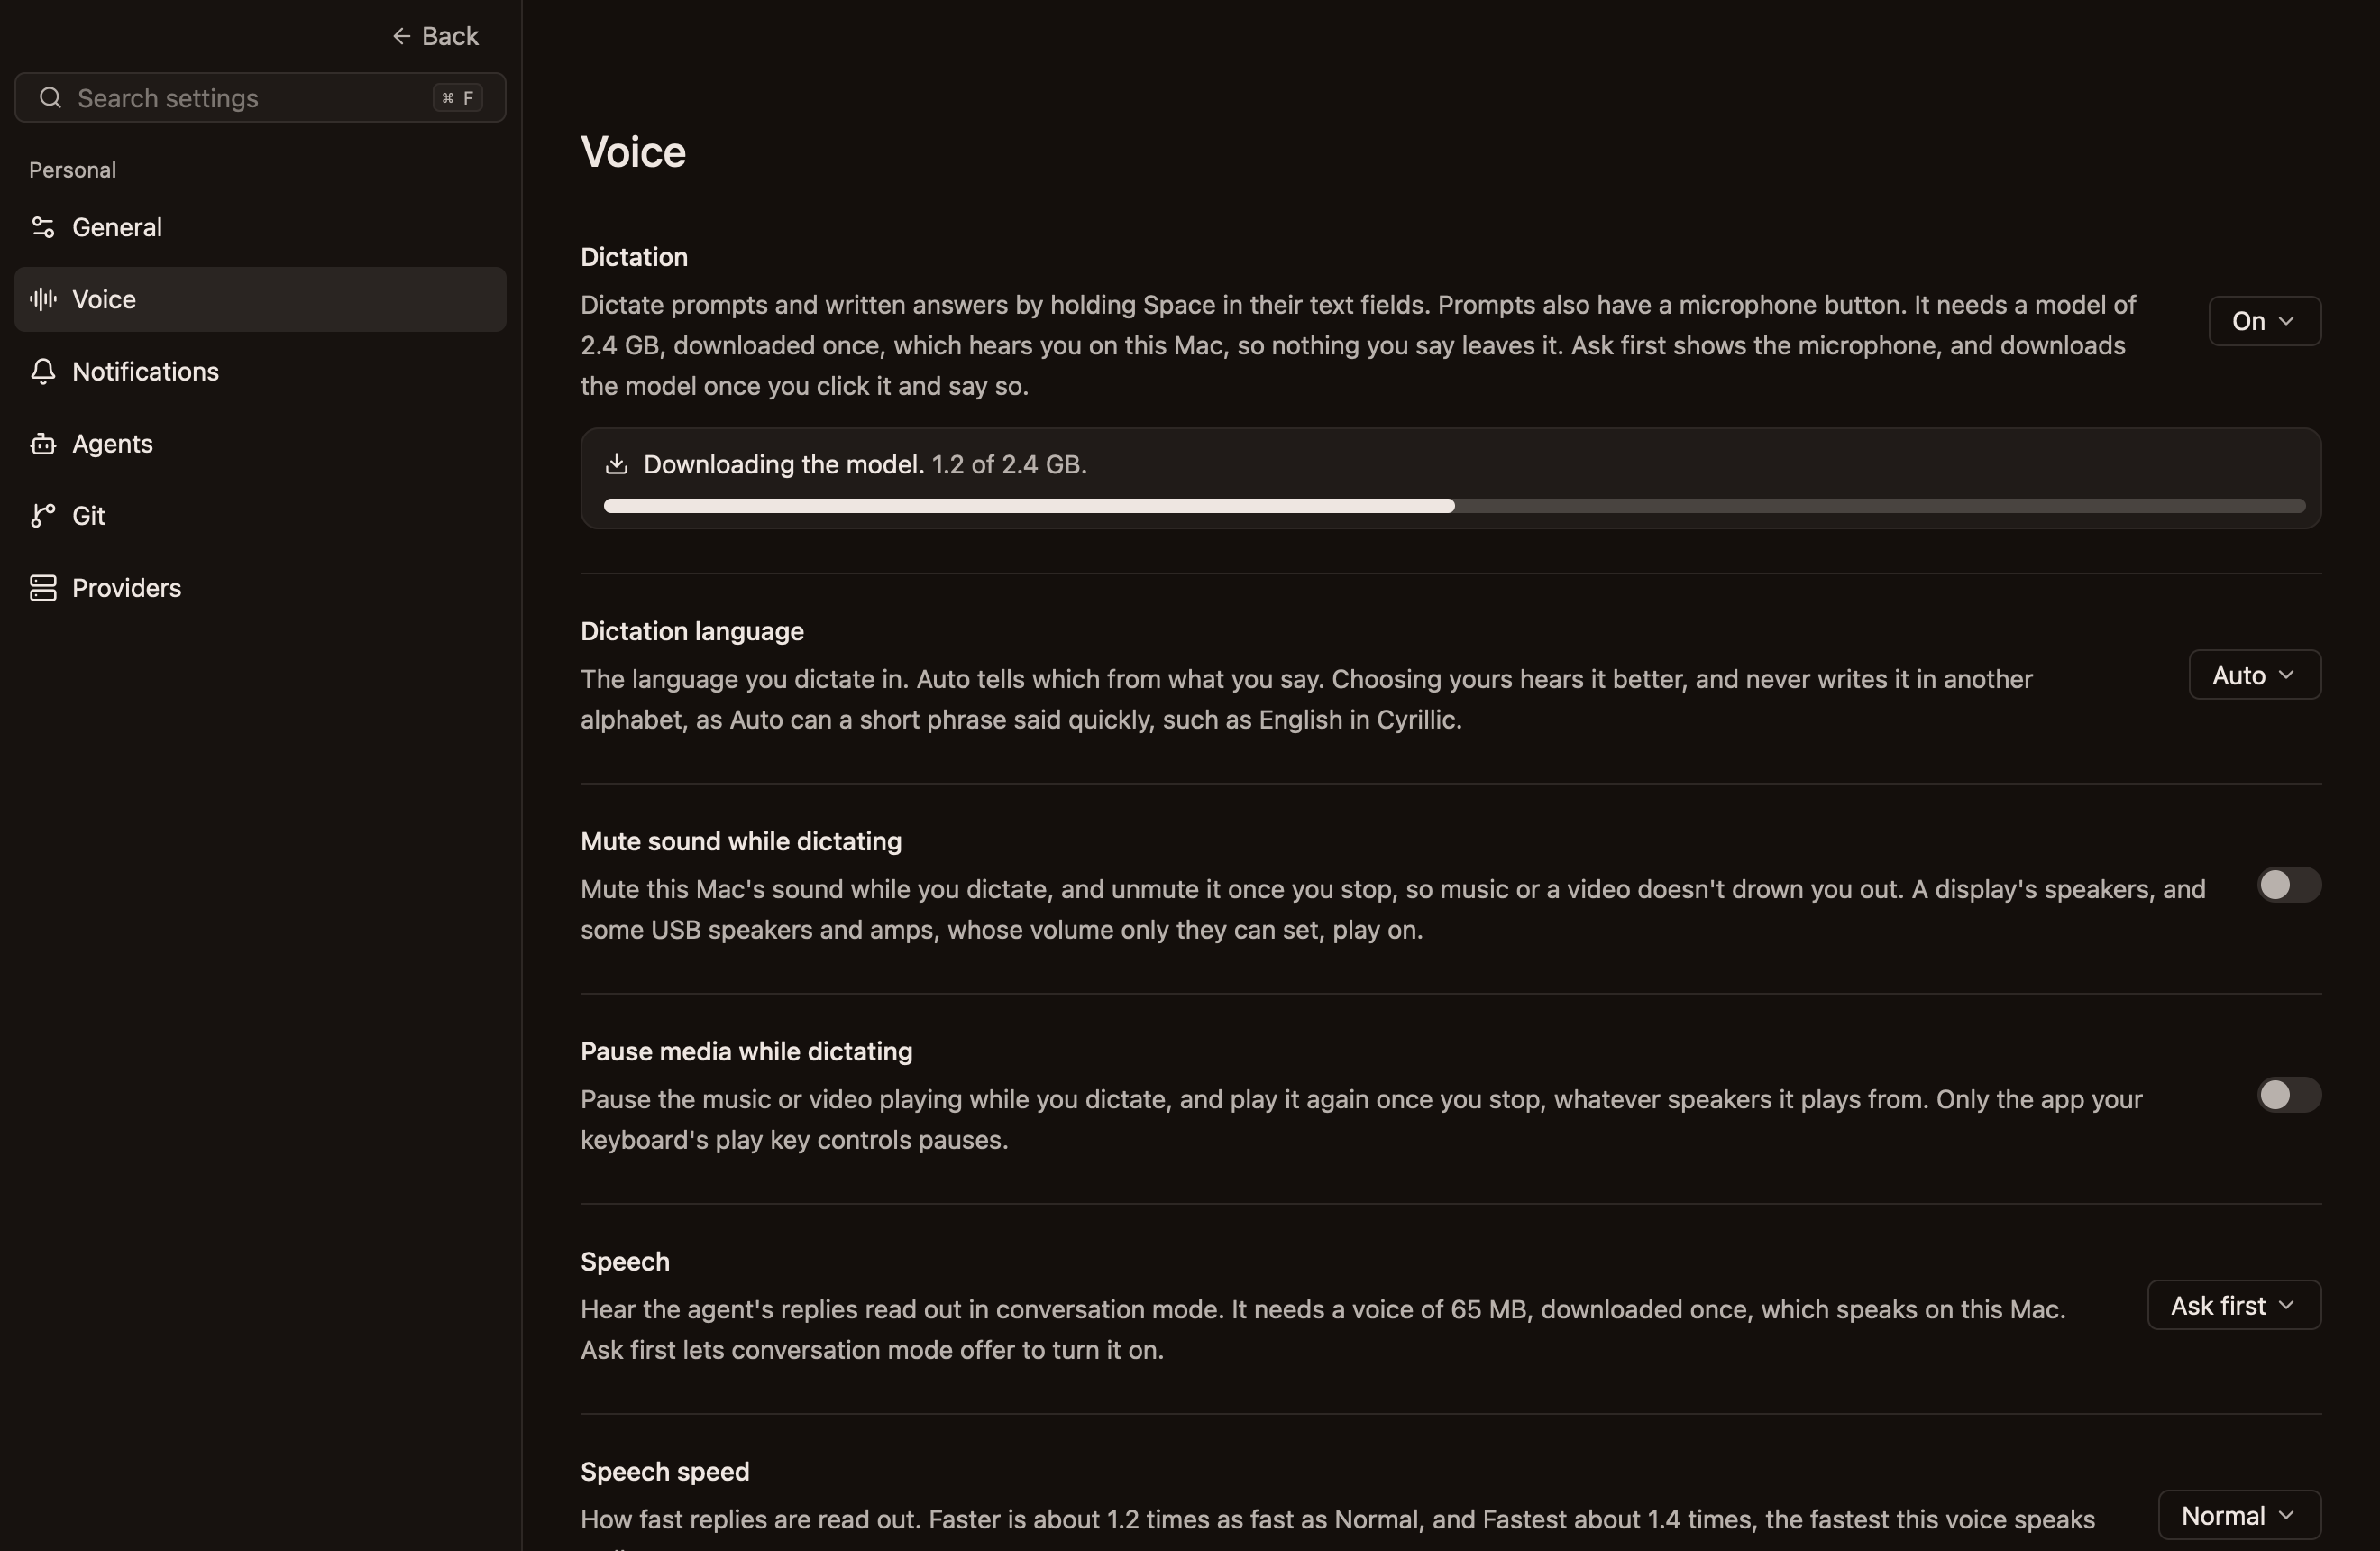 Back
Search settings
⌘ F
Personal
General
Voice
Notifications
Agents
Git
Providers
Voice
Dictation
Dictate prompts and written answers by holding Space in their text fields. Prompts also have a microphone button. It needs a model of
2.4 GB, downloaded once, which hears you on this Mac, so nothing you say leaves it. Ask first shows the microphone, and downloads
the model once you click it and say so.
On
Downloading the model. 1.2 of 2.4 GB.
Dictation language
The language you dictate in. Auto tells which from what you say. Choosing yours hears it better, and never writes it in another
alphabet, as Auto can a short phrase said quickly, such as English in Cyrillic.
Auto
Mute sound while dictating
Mute this Mac's sound while you dictate, and unmute it once you stop, so music or a video doesn't drown you out. A display's speakers, and
some USB speakers and amps, whose volume only they can set, play on.
Pause media while dictating
Pause the music or video playing while you dictate, and play it again once you stop, whatever speakers it plays from. Only the app your
keyboard's play key controls pauses.
Speech
Hear the agent's replies read out in conversation mode. It needs a voice of 65 MB, downloaded once, which speaks on this Mac.
Ask first lets conversation mode offer to turn it on.
Ask first
Speech speed
How fast replies are read out. Faster is about 1.2 times as fast as Normal, and Fastest about 1.4 times, the fastest this voice speaks
Normal